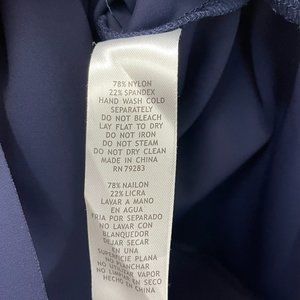 78% NYLON
22% SPANDEX
HAND WASH COLD
SEPARATELY
DO NOT BLEACH
LAY FLAT TO DRY
DO NOT IRON
DO NOT STEAM
DO NOT DRY CLEAN
MADE IN CHINA
RN 79283
78% NAILON
22% LICRA
LAVAR A MANO
EN AGUA
FRIA POR SEPARADO
NO LAVAR CON
BLANQUEDOR
DEJAR SECAR
EN UNA
SUPERFICIE PLANA
NO PLANCHAR
NO UTILIZAR VAPOR
NO LIMPIAR EN SECO
EN CHINA